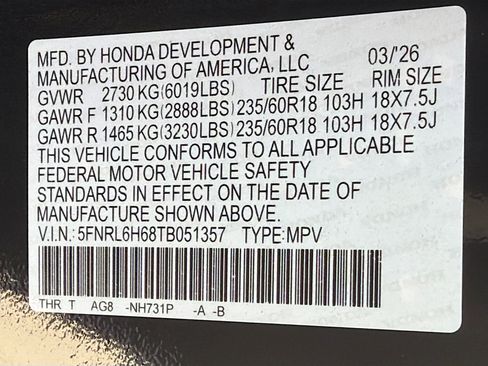 MFD. BY HONDA DEVELOPMENT &
MANUFACTURING OF AMERICA, LLC 03/'26
GVWR 2730 KG(6019LBS) TIRE SIZE RIM SIZE
GAWR F 1310 KG(2888LBS) 235/60R18 103H 18X7.5J
GAWR R 1465 KG(3230LBS) 235/60R18 103H 18X7.5J
THIS VEHICLE CONFORMS TO ALL APPLICABLE
FEDERAL MOTOR VEHICLE SAFETY
STANDARDS IN EFFECT ON THE DATE OF
MANUFACTURE SHOWN ABOVE.
V.I.N: 5FNRL6H68TB051357 TYPE:MPV
THR T AG8 -NH731P -A -B